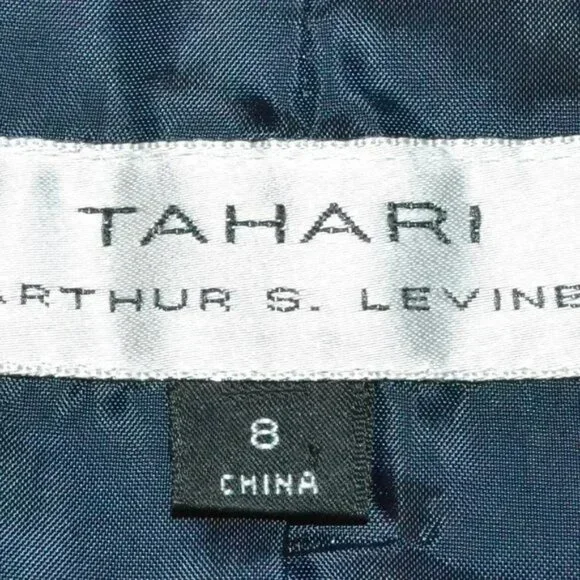 TAHARI
ARTHUR S. LEVINE
8
CHINA